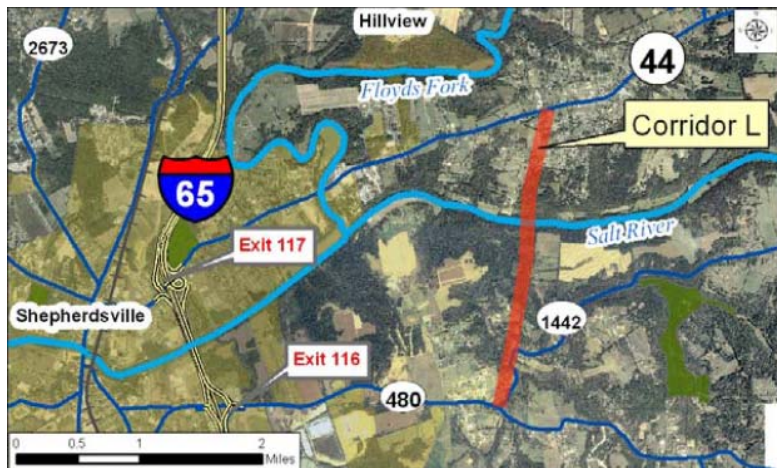 Hillview
2673
44
Floyds Fork
Corridor L
65
Salt River
Exit 117
Shepherdsville
1442
Exit 116
480
0 0.5 1 2
Miles